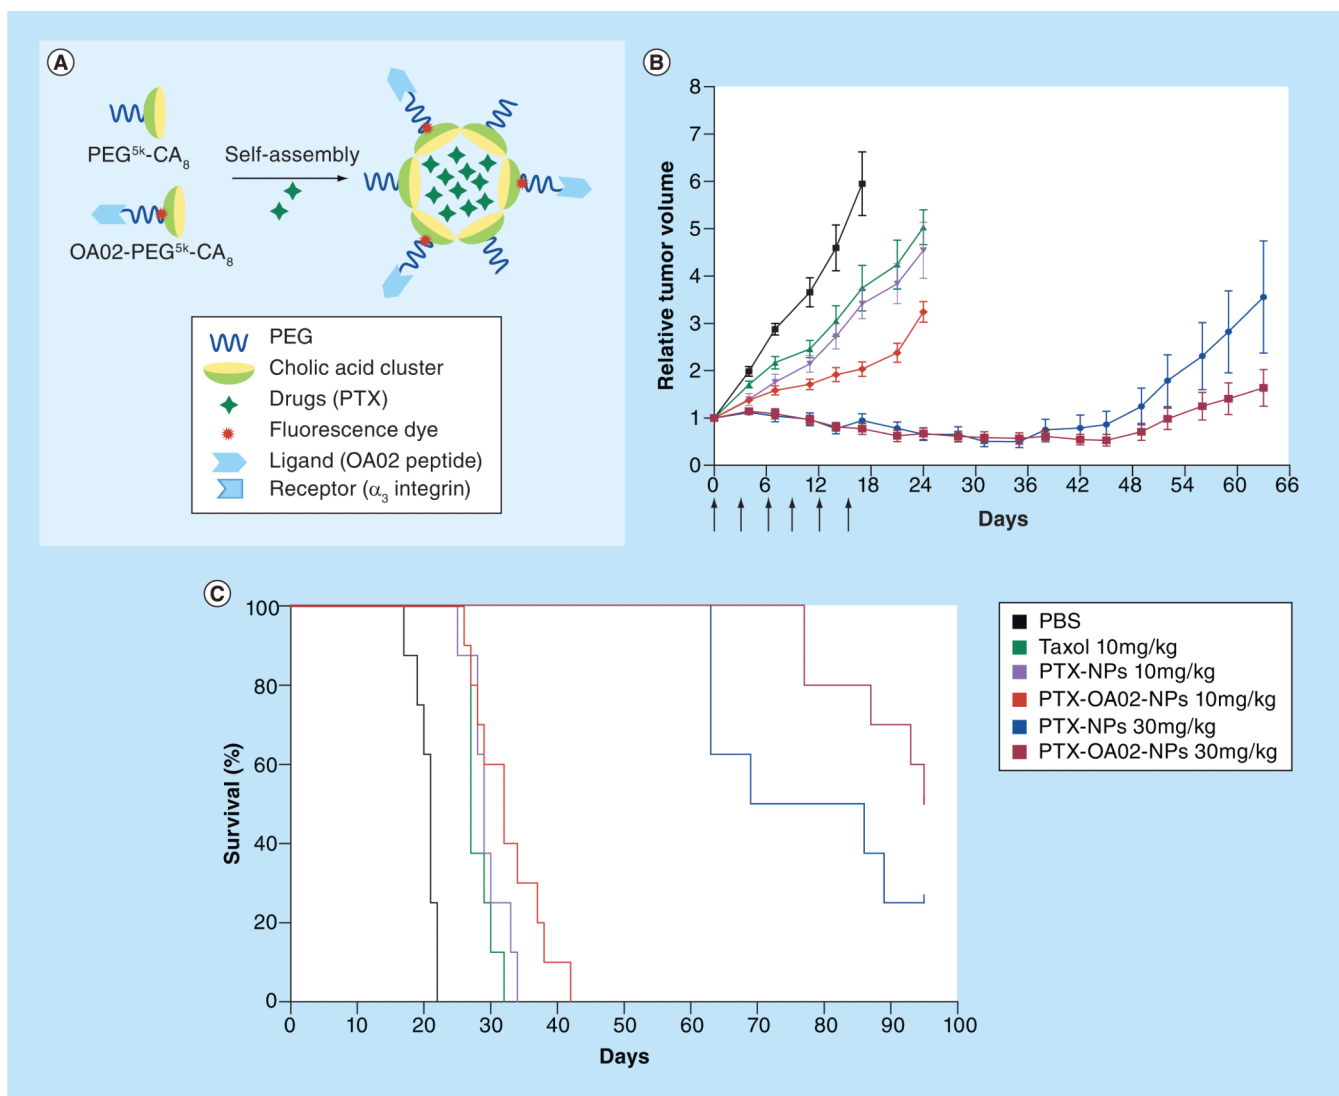 A
PEG5k-CA8
Self-assembly
OA02-PEG5k-CA8
PEG
Cholic acid cluster
Drugs (PTX)
Fluorescence dye
Ligand (OA02 peptide)
Receptor (α3 integrin)
B
Relative tumor volume
8
7
6
5
4
3
2
1
0
0 6 12 18 24 30 36 42 48 54 60 66
Days
C
Survival (%)
100
80
60
40
20
0
0 10 20 30 40 50 60 70 80 90 100
Days
PBS
Taxol 10mg/kg
PTX-NPs 10mg/kg
PTX-OA02-NPs 10mg/kg
PTX-NPs 30mg/kg
PTX-OA02-NPs 30mg/kg